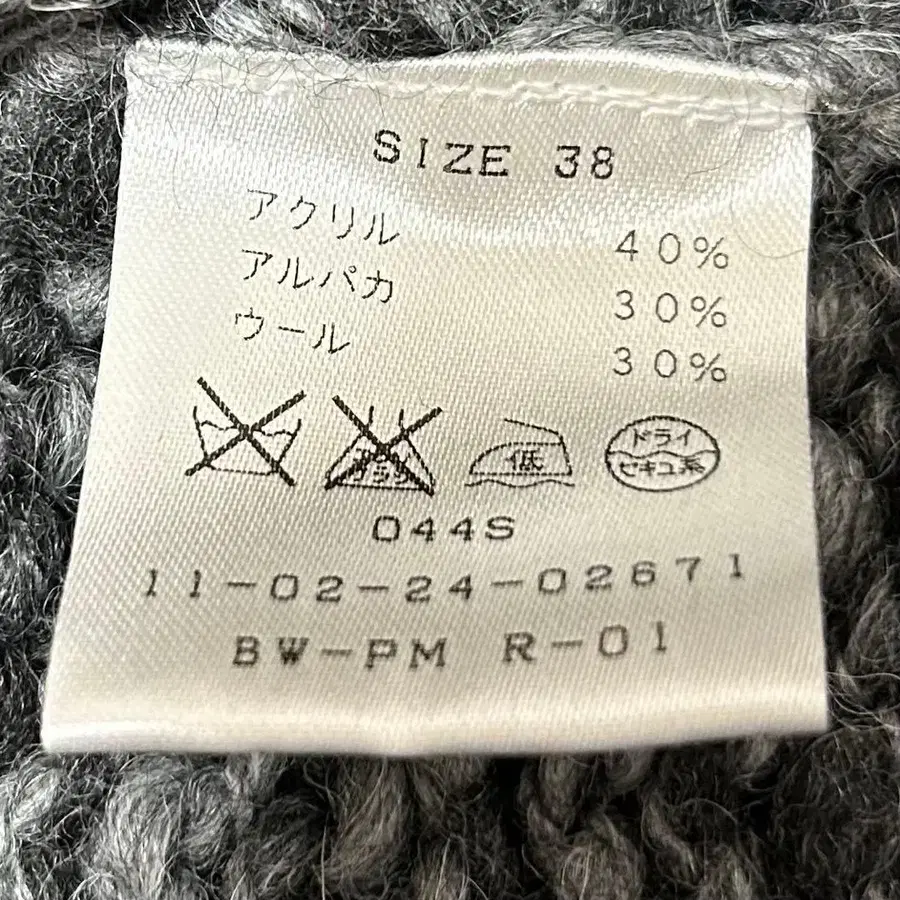 SIZE 38
アクリル 40%
アルパカ 30%
ウール 30%
低 ドライ
セキユ系
044S
11-02-24-02671
BW-PM R-01